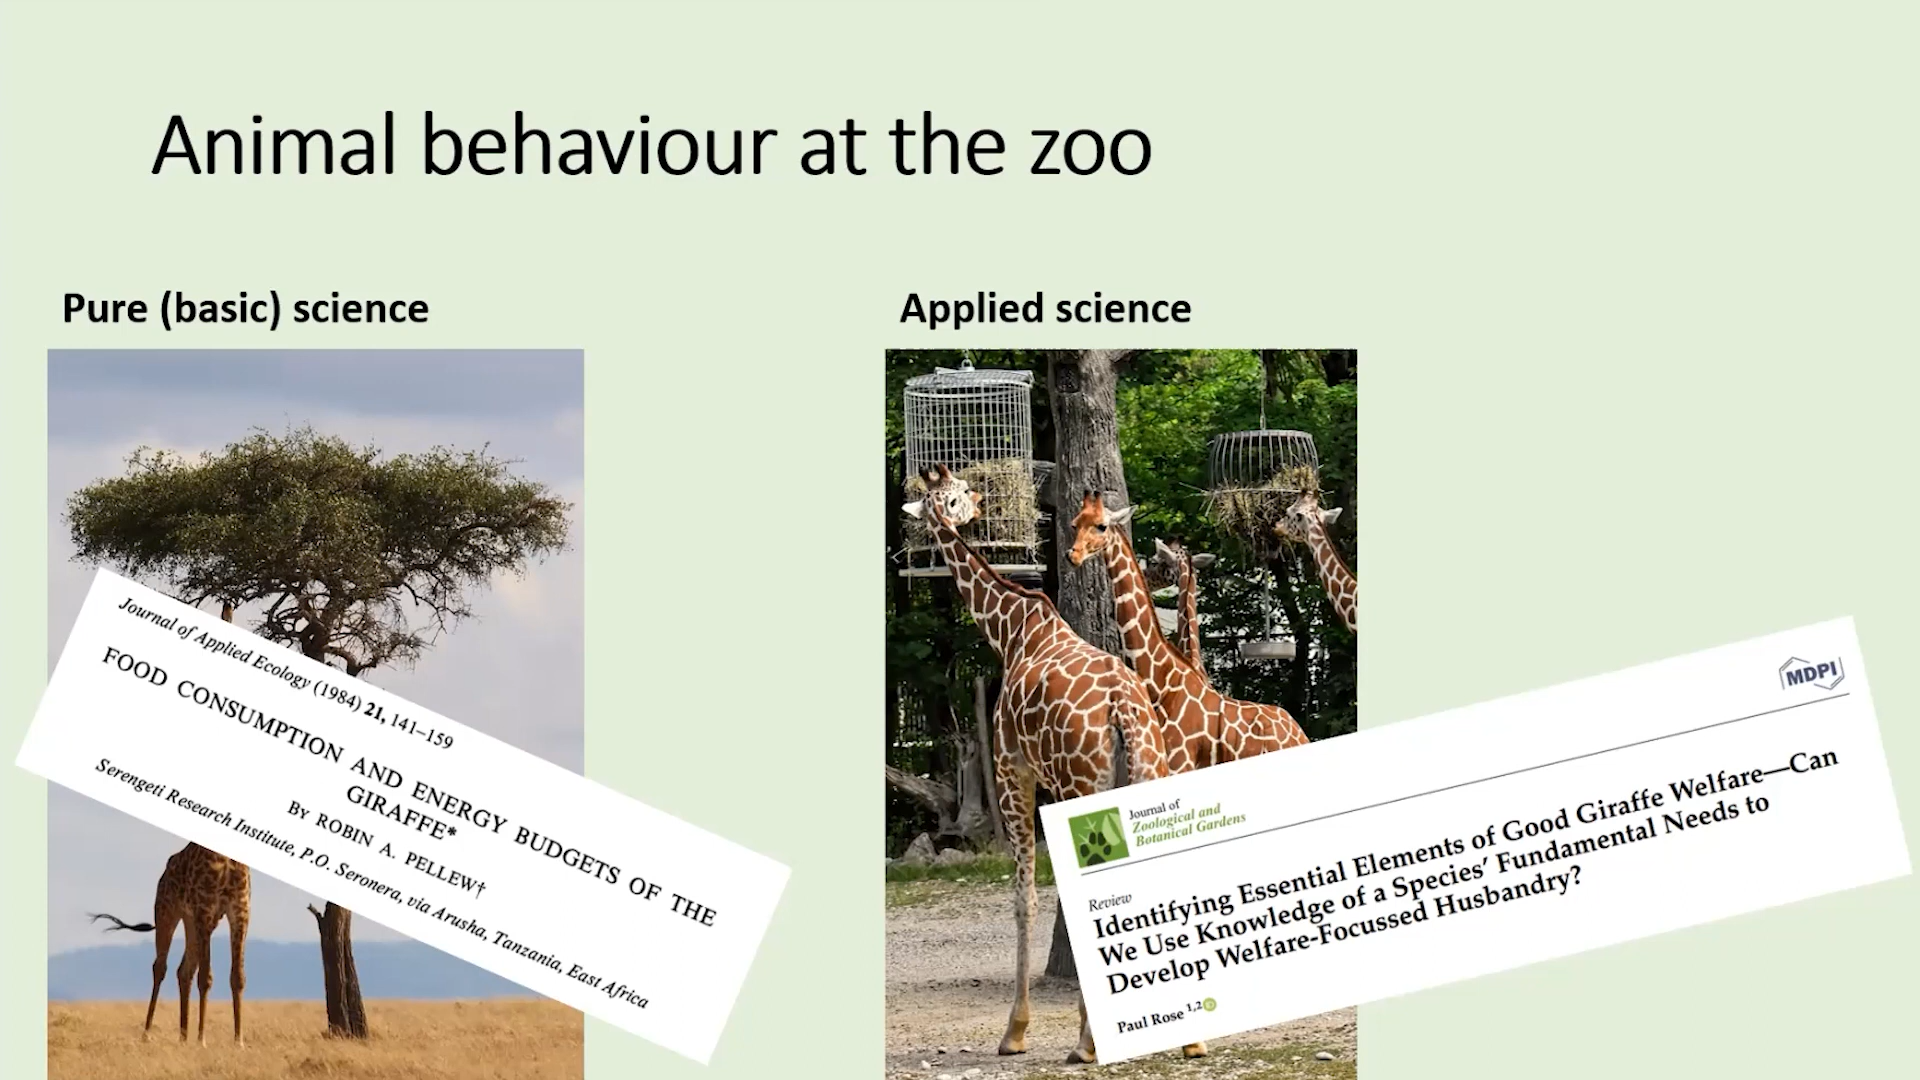 Animal behaviour at the zoo
Pure (basic) science
Applied science
Journal of Applied Ecology (1984) 21, 141–159
FOOD CONSUMPTION AND ENERGY BUDGETS OF THE
GIRAFFE*
By ROBIN A. PELLEW†
Serengeti Research Institute, P.O. Seronera, via Arusha, Tanzania, East Africa
MDPI
Journal of
Zoological and
Botanical Gardens
Review
Identifying Essential Elements of Good Giraffe Welfare—Can
We Use Knowledge of a Species’ Fundamental Needs to
Develop Welfare-Focussed Husbandry?
Paul Rose 1,2